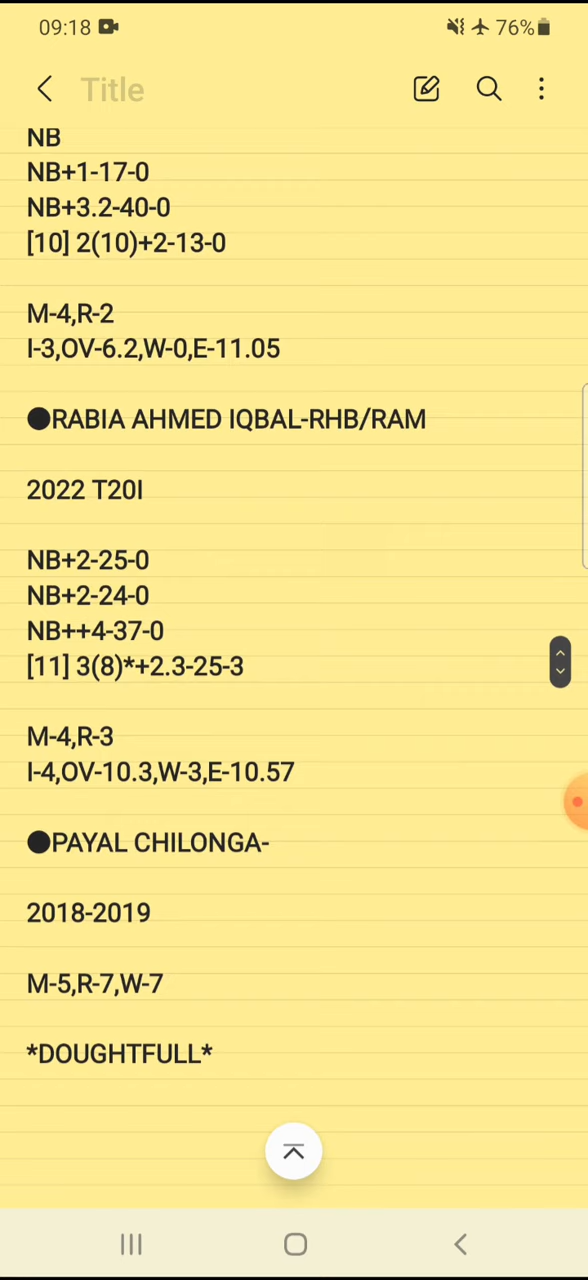 09:18
76%
Title
NB
NB+1-17-0
NB+3.2-40-0
[10] 2(10)+2-13-0
M-4,R-2
I-3,OV-6.2,W-0,E-11.05
●RABIA AHMED IQBAL-RHB/RAM
2022 T20I
NB+2-25-0
NB+2-24-0
NB++4-37-0
[11] 3(8)*+2.3-25-3
M-4,R-3
I-4,OV-10.3,W-3,E-10.57
●PAYAL CHILONGA-
2018-2019
M-5,R-7,W-7
*DOUGHTFULL*